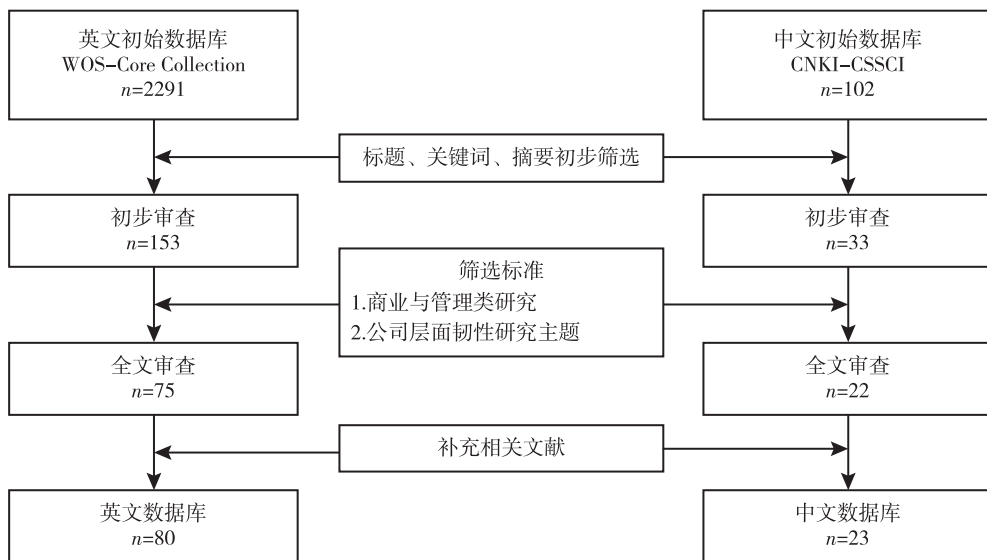 英文初始数据库
WOS-Core Collection
n=2291
中文初始数据库
CNKI-CSSCI
n=102
标题、关键词、摘要初步筛选
初步审查
n=153
初步审查
n=33
筛选标准
1.商业与管理类研究
2.公司层面韧性研究主题
全文审查
n=75
全文审查
n=22
补充相关文献
英文数据库
n=80
中文数据库
n=23